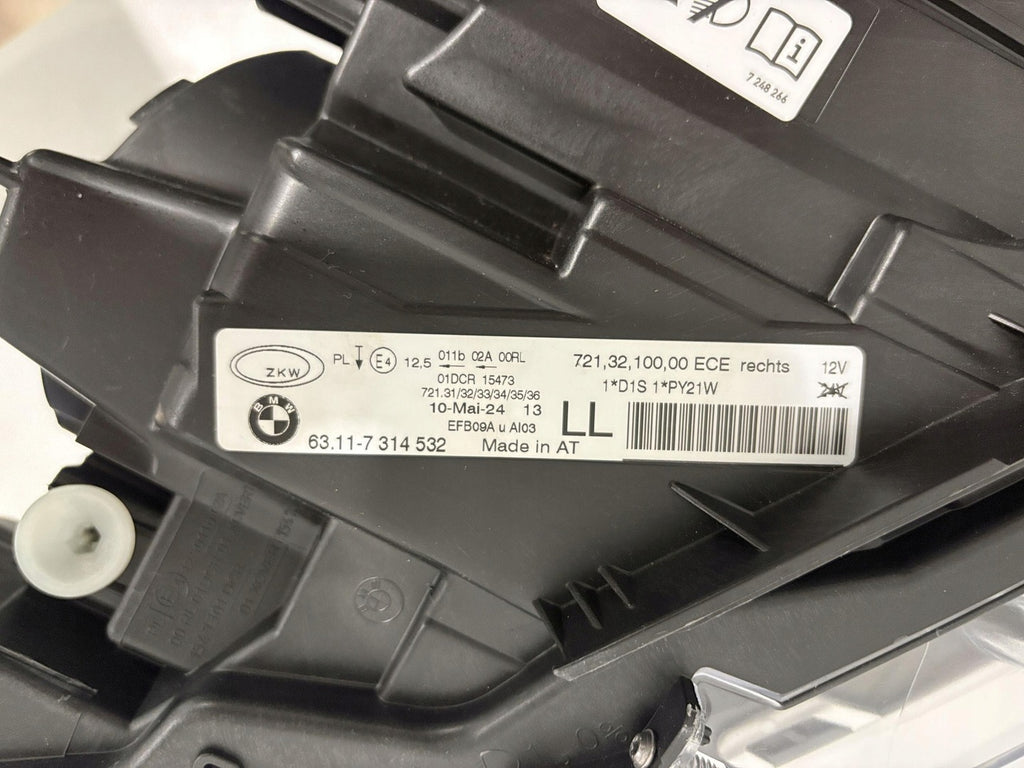 i
7 248 266
ZKW
PL E4 12,5 011b 02A 00RL
01DCR 15473
721.31/32/33/34/35/36
10-Mai-24 13
EFB09A u AI03
BMW
63.11-7 314 532 Made in AT
LL
721,32,100,00 ECE rechts 12V
1*D1S 1*PY21W 24V